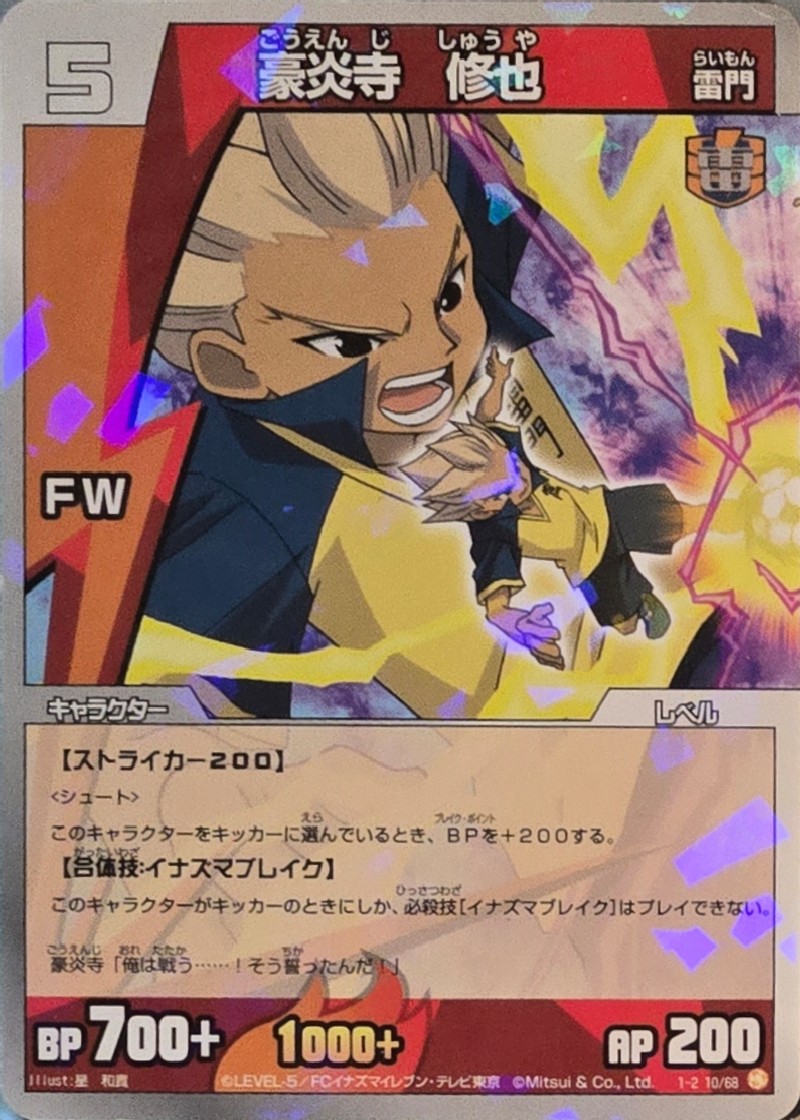 5
ごうえんじ しゅうや らいもん
豪炎寺 修也 雷門
雷
雷門
FW
キャラクター レベル
【ストライカー200】
<シュート>
えら ブレイク・ポイント
このキャラクターをキッカーに選んでいるとき、BPを+200する。
がったいわざ
【合体技:イナズマブレイク】
ひっさつわざ
このキャラクターがキッカーのときにしか、必殺技[イナズマブレイク]はプレイできない。
ごうえんじ おれ たたか ちか
豪炎寺「俺は戦う……!そう誓ったんだ!」
BP 700+ 1000+ AP 200
Illust:星 和貴 ©LEVEL-5/FCイナズマイレブン・テレビ東京 ©Mitsui & Co., Ltd. 1-2 10/68